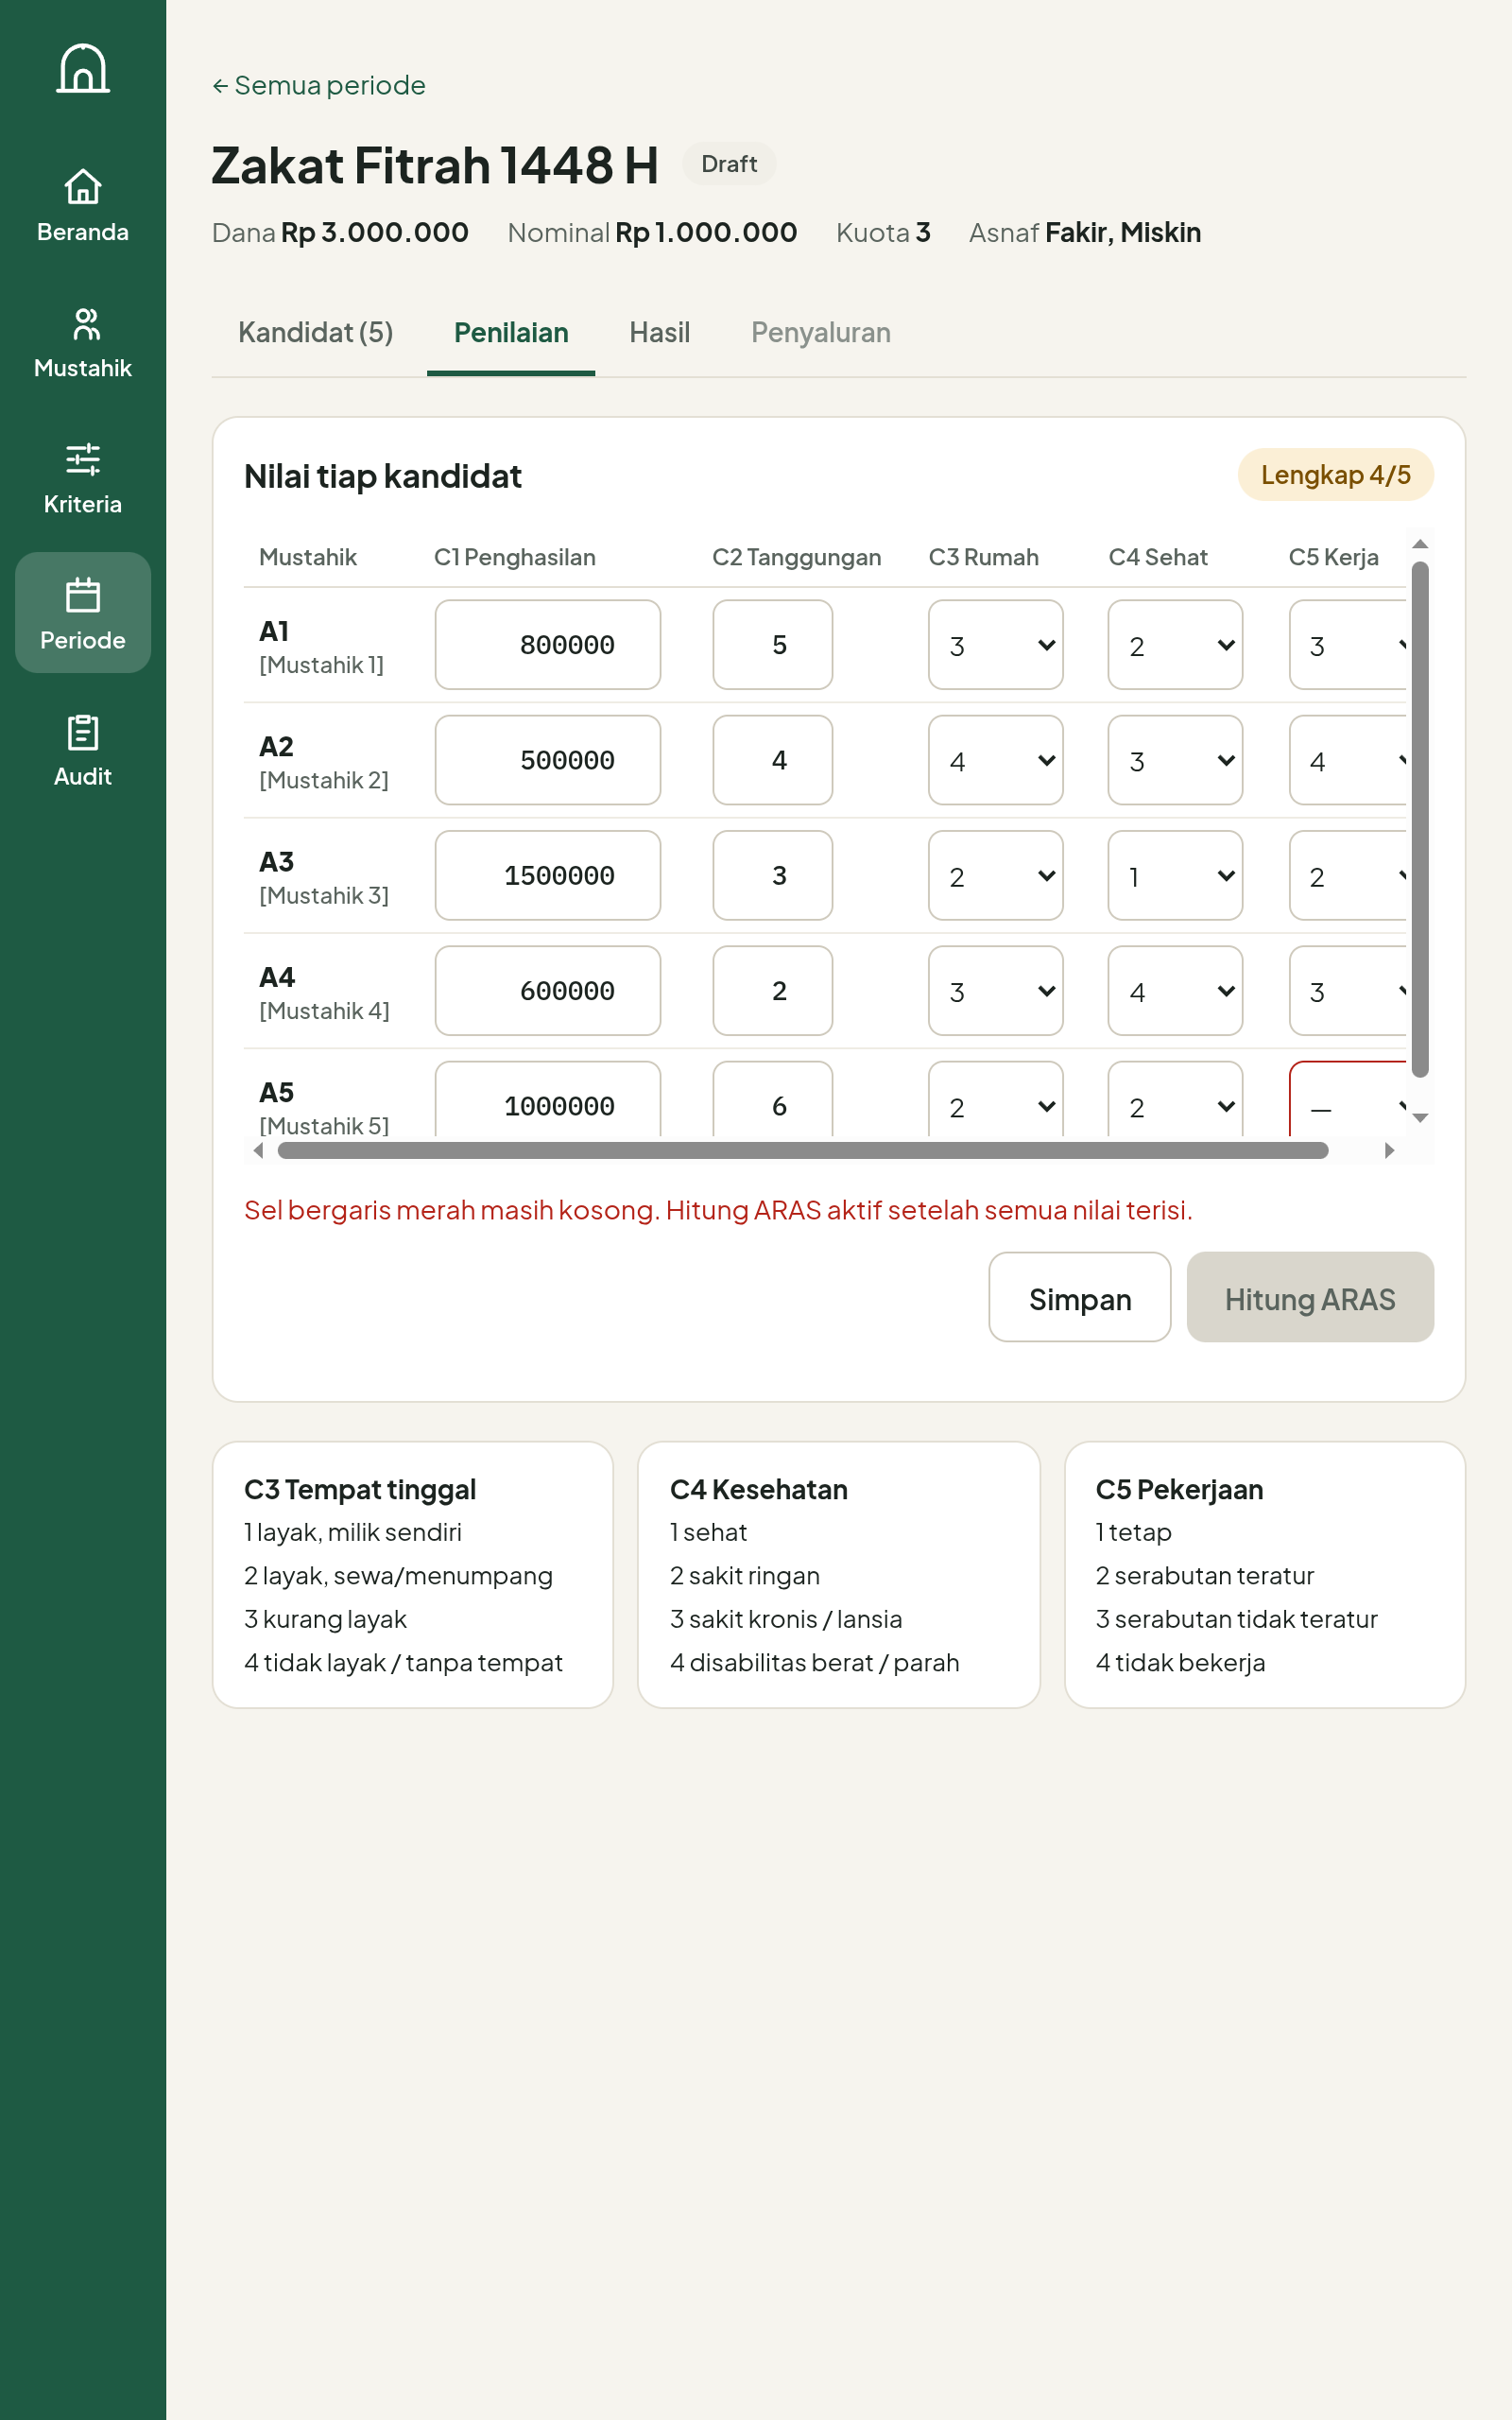 ← Semua periode
Zakat Fitrah 1448 H Draft
Dana Rp 3.000.000 Nominal Rp 1.000.000 Kuota 3 Asnaf Fakir, Miskin
Beranda
Mustahik
Kriteria
Periode
Audit
Kandidat (5) Penilaian Hasil Penyaluran
Nilai tiap kandidat Lengkap 4/5
Mustahik C1 Penghasilan C2 Tanggungan C3 Rumah C4 Sehat C5 Kerja
A1 800000 5 3 2 3
[Mustahik 1]
A2 500000 4 4 3 4
[Mustahik 2]
A3 1500000 3 2 1 2
[Mustahik 3]
A4 600000 2 3 4 3
[Mustahik 4]
A5 1000000 6 2 2 —
[Mustahik 5]
Sel bergaris merah masih kosong. Hitung ARAS aktif setelah semua nilai terisi.
Simpan Hitung ARAS
C3 Tempat tinggal
1 layak, milik sendiri
2 layak, sewa/menumpang
3 kurang layak
4 tidak layak / tanpa tempat
C4 Kesehatan
1 sehat
2 sakit ringan
3 sakit kronis / lansia
4 disabilitas berat / parah
C5 Pekerjaan
1 tetap
2 serabutan teratur
3 serabutan tidak teratur
4 tidak bekerja